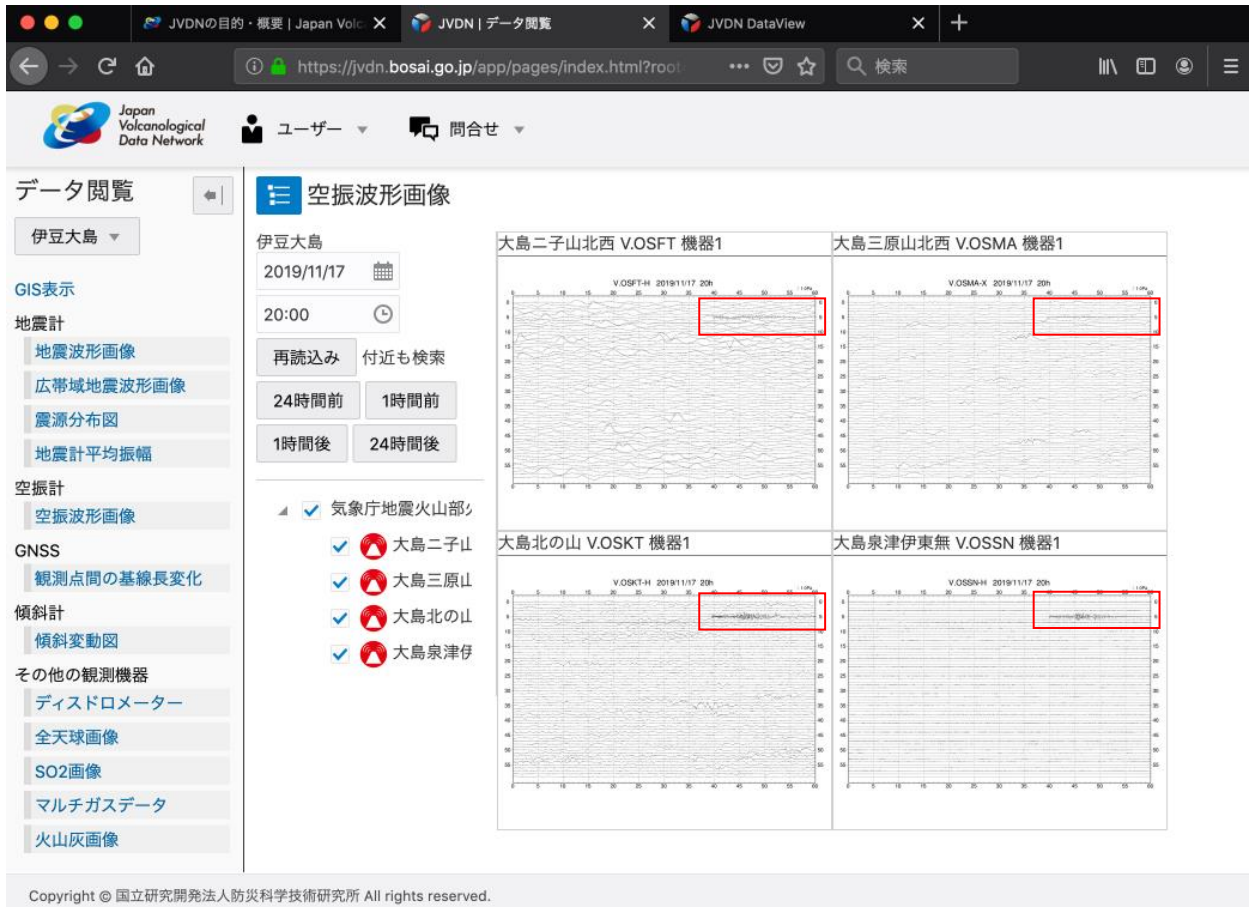 JVDNの目的・概要 | Japan Volc
JVDN | データ閲覧
JVDN DataView
https://jvdn.bosai.go.jp/app/pages/index.html?root
検索
Japan
Volcanological
Data Network
ユーザー
問合せ
データ閲覧
伊豆大島
GIS表示
地震計
地震波形画像
広帯域地震波形画像
震源分布図
地震計平均振幅
空振計
空振波形画像
GNSS
観測点間の基線長変化
傾斜計
傾斜変動図
その他の観測機器
ディスドロメーター
全天球画像
SO2画像
マルチガスデータ
火山灰画像
空振波形画像
伊豆大島
2019/11/17
20:00
再読込み 付近も検索
24時間前 1時間前
1時間後 24時間後
気象庁地震火山部
大島二子山
大島三原山
大島北の山
大島泉津伊
大島二子山北西 V.OSFT 機器1
V.OSFT-H 2019/11/17 20h
大島三原山北西 V.OSMA 機器1
V.OSMA-X 2019/11/17 20h
大島北の山 V.OSKT 機器1
V.OSKT-H 2019/11/17 20h
大島泉津伊東無 V.OSSN 機器1
V.OSSN-H 2019/11/17 20h
Copyright © 国立研究開発法人防災科学技術研究所 All rights reserved.